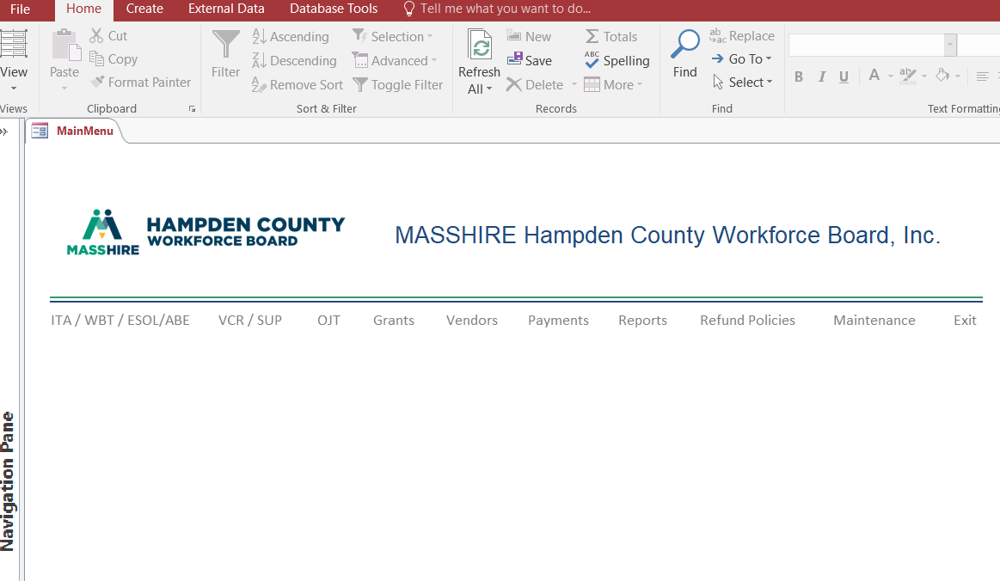 File Home Create External Data Database Tools Tell me what you want to do...
View
Views
Paste
Cut
Copy
Format Painter
Clipboard
Filter
Ascending
Descending
Remove Sort
Selection
Advanced
Toggle Filter
Sort & Filter
Refresh
All
New
Save
Delete
Totals
Spelling
More
Records
Find
Replace
Go To
Select
Find
B I U A
Text Formatting
MainMenu
MASSHIRE
HAMPDEN COUNTY
WORKFORCE BOARD
MASSHIRE Hampden County Workforce Board, Inc.
ITA / WBT / ESOL/ABE VCR / SUP OJT Grants Vendors Payments Reports Refund Policies Maintenance Exit
Navigation Pane